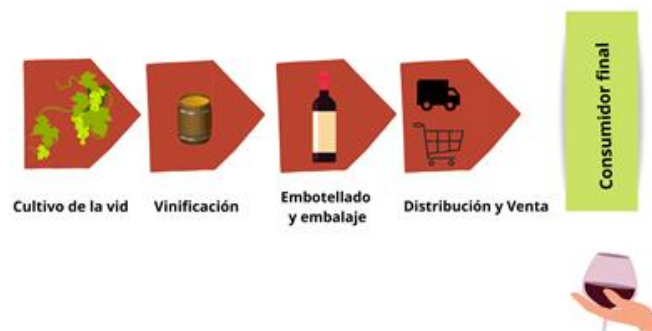 Cultivo de la vid
Vinificación
Embotellado
y embalaje
Distribución y Venta
Consumidor final